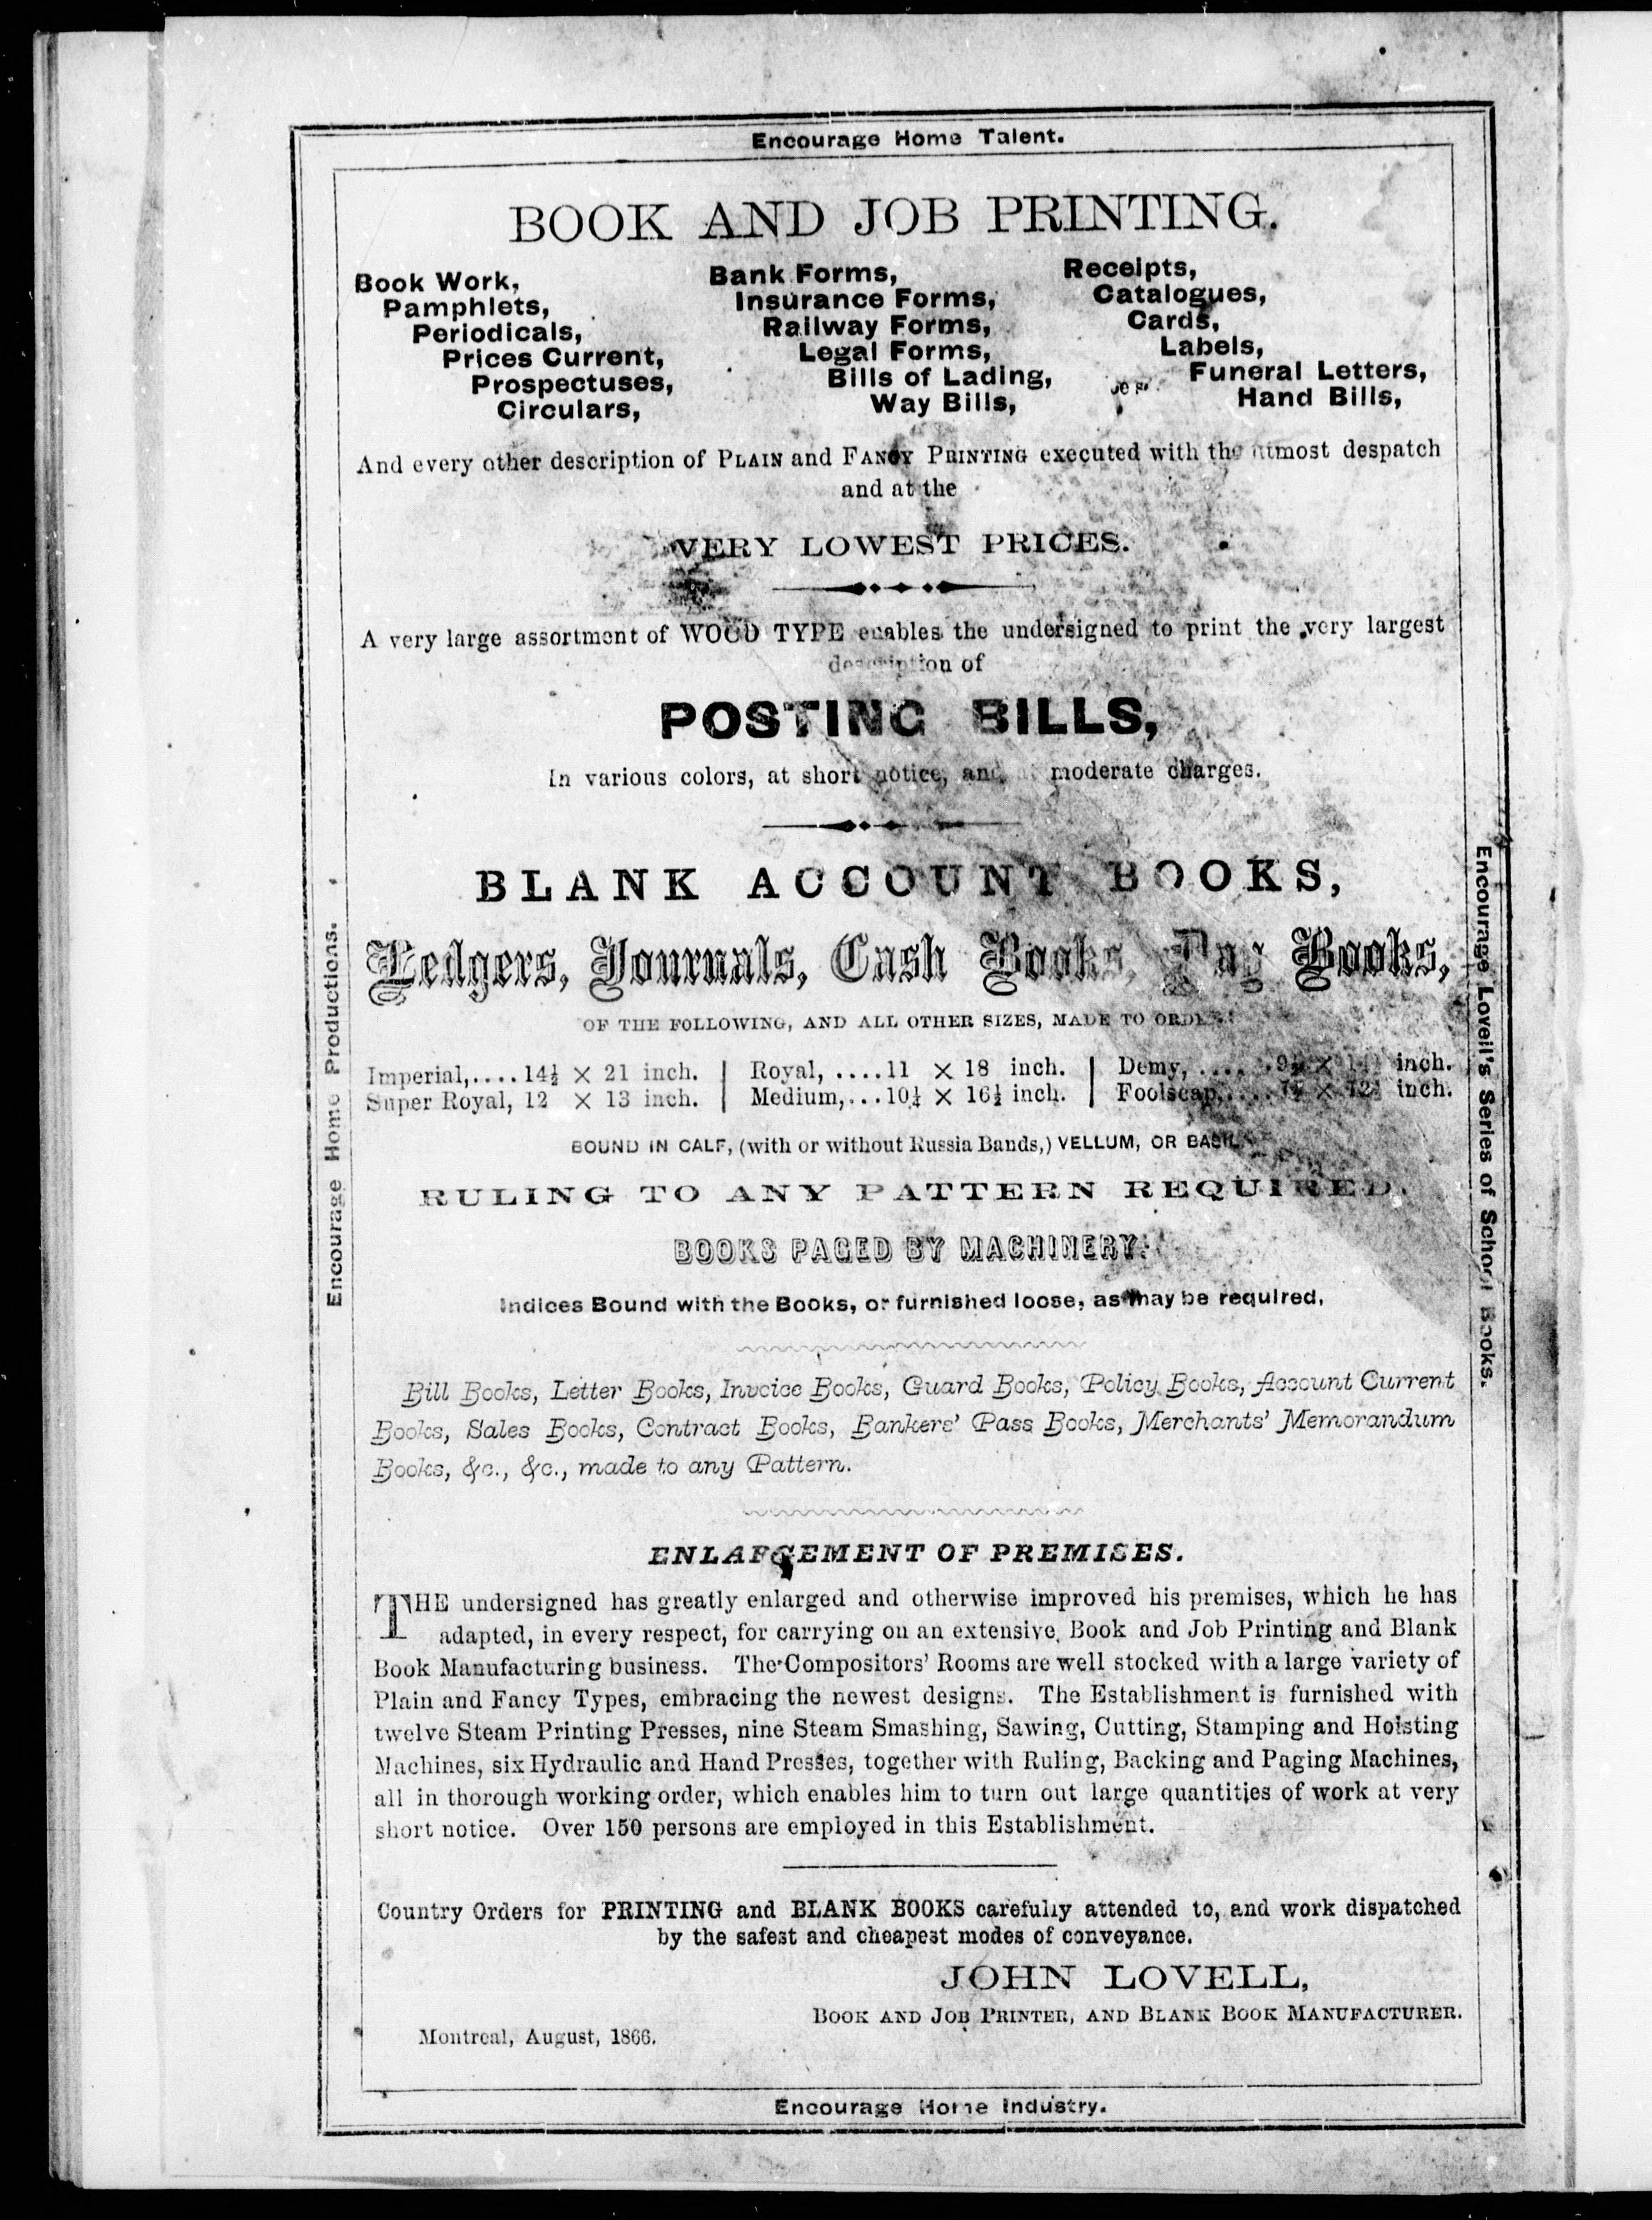 Encourage Home Talent.
BOOK AND JOB PRINTING.
Book Work,
Pamphlets,
Periodicals,
Prices Current,
Prospectuses,
Circulars,
Bank Forms,
Insurance Forms,
Railway Forms,
Legal Forms,
Bills of Lading,
Way Bills,
Receipts,
Catalogues,
Cards,
Labels,
Funeral Letters,
Hand Bills,
And every other description of PLAIN and FANCY PRINTING executed with the utmost despatch
and at the
VERY LOWEST PRICES.
A very large assortment of WOOD TYPE enables the undersigned to print the very largest
description of
POSTING BILLS,
In various colors, at short notice, and at moderate charges.
BLANK ACCOUNT BOOKS,
Ledgers, Journals, Cash Books, Day Books,
OF THE FOLLOWING, AND ALL OTHER SIZES, MADE TO ORDER:
Imperial,....14½ × 21 inch. | Royal, ....11 × 18 inch. | Demy, .... inch.
Super Royal, 12 × 13 inch. | Medium,...10½ × 16½ inch. | Foolscap,.... inch.
BOUND IN CALF, (with or without Russia Bands,) VELLUM, OR BASIL.
RULING TO ANY PATTERN REQUIRED.
BOOKS PAGED BY MACHINERY.
Indices Bound with the Books, or furnished loose, as may be required,
Bill Books, Letter Books, Invoice Books, Guard Books, Policy Books, Account Current
Books, Sales Books, Contract Books, Bankers' Pass Books, Merchants' Memorandum
Books, &c., &c., made to any Pattern.
ENLARGEMENT OF PREMISES.
THE undersigned has greatly enlarged and otherwise improved his premises, which he has
adapted, in every respect, for carrying on an extensive Book and Job Printing and Blank
Book Manufacturing business. The Compositors' Rooms are well stocked with a large variety of
Plain and Fancy Types, embracing the newest designs. The Establishment is furnished with
twelve Steam Printing Presses, nine Steam Smashing, Sawing, Cutting, Stamping and Hoisting
Machines, six Hydraulic and Hand Presses, together with Ruling, Backing and Paging Machines,
all in thorough working order, which enables him to turn out large quantities of work at very
short notice. Over 150 persons are employed in this Establishment.
Country Orders for PRINTING and BLANK BOOKS carefully attended to, and work dispatched
by the safest and cheapest modes of conveyance.
JOHN LOVELL,
BOOK AND JOB PRINTER, AND BLANK BOOK MANUFACTURER.
Montreal, August, 1866.
Encourage Home Industry.
Encourage Home Productions.
Encourage Lovell's Series of School Books.